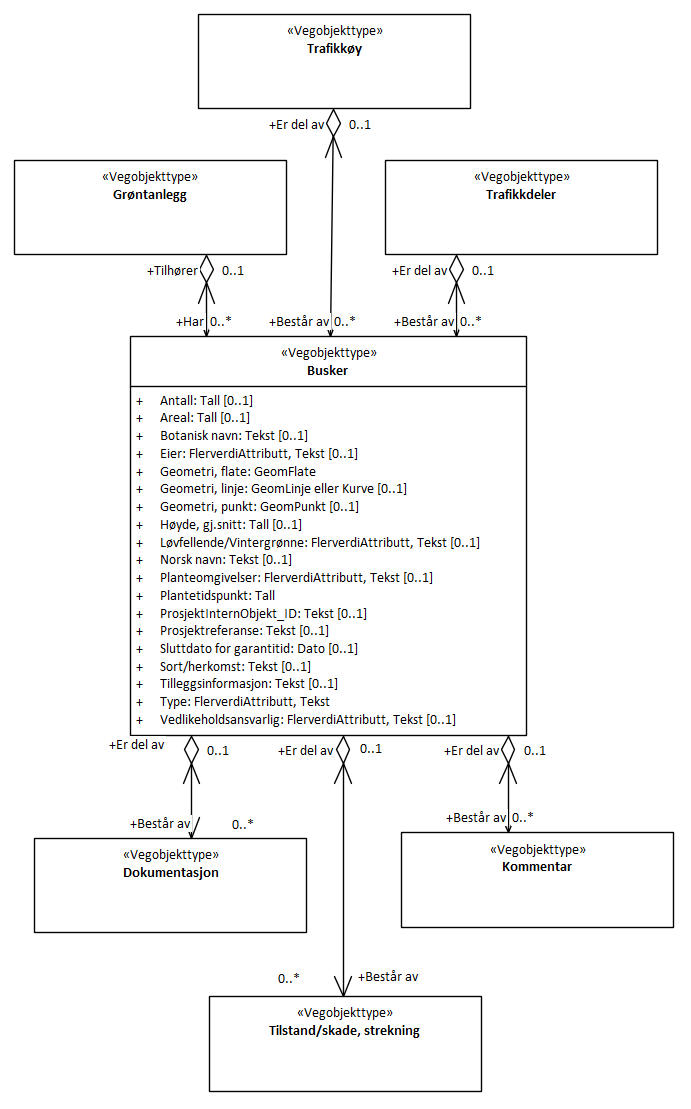 «Vegobjekttype»
Trafikkøy
+Er del av 0..1
«Vegobjekttype»
Grøntanlegg
«Vegobjekttype»
Trafikkdeler
+Tilhører 0..1
+Er del av 0..1
+Har 0..*
+Består av 0..*
+Består av 0..*
«Vegobjekttype»
Busker
+ Antall: Tall [0..1]
+ Areal: Tall [0..1]
+ Botanisk navn: Tekst [0..1]
+ Eier: FlerverdiAttributt, Tekst [0..1]
+ Geometri, flate: GeomFlate
+ Geometri, linje: GeomLinje eller Kurve [0..1]
+ Geometri, punkt: GeomPunkt [0..1]
+ Høyde, gj.snitt: Tall [0..1]
+ Løvfellende/Vintergrønne: FlerverdiAttributt, Tekst [0..1]
+ Norsk navn: Tekst [0..1]
+ Planteomgivelser: FlerverdiAttributt, Tekst [0..1]
+ Plantetidspunkt: Tall
+ ProsjektInternObjekt_ID: Tekst [0..1]
+ Prosjektreferanse: Tekst [0..1]
+ Sluttdato for garantitid: Dato [0..1]
+ Sort/herkomst: Tekst [0..1]
+ Tilleggsinformasjon: Tekst [0..1]
+ Type: FlerverdiAttributt, Tekst
+ Vedlikeholdsansvarlig: FlerverdiAttributt, Tekst [0..1]
+Er del av 0..1
+Er del av 0..1
+Er del av 0..1
+Består av 0..*
+Består av 0..*
«Vegobjekttype»
Dokumentasjon
«Vegobjekttype»
Kommentar
0..* +Består av
«Vegobjekttype»
Tilstand/skade, strekning